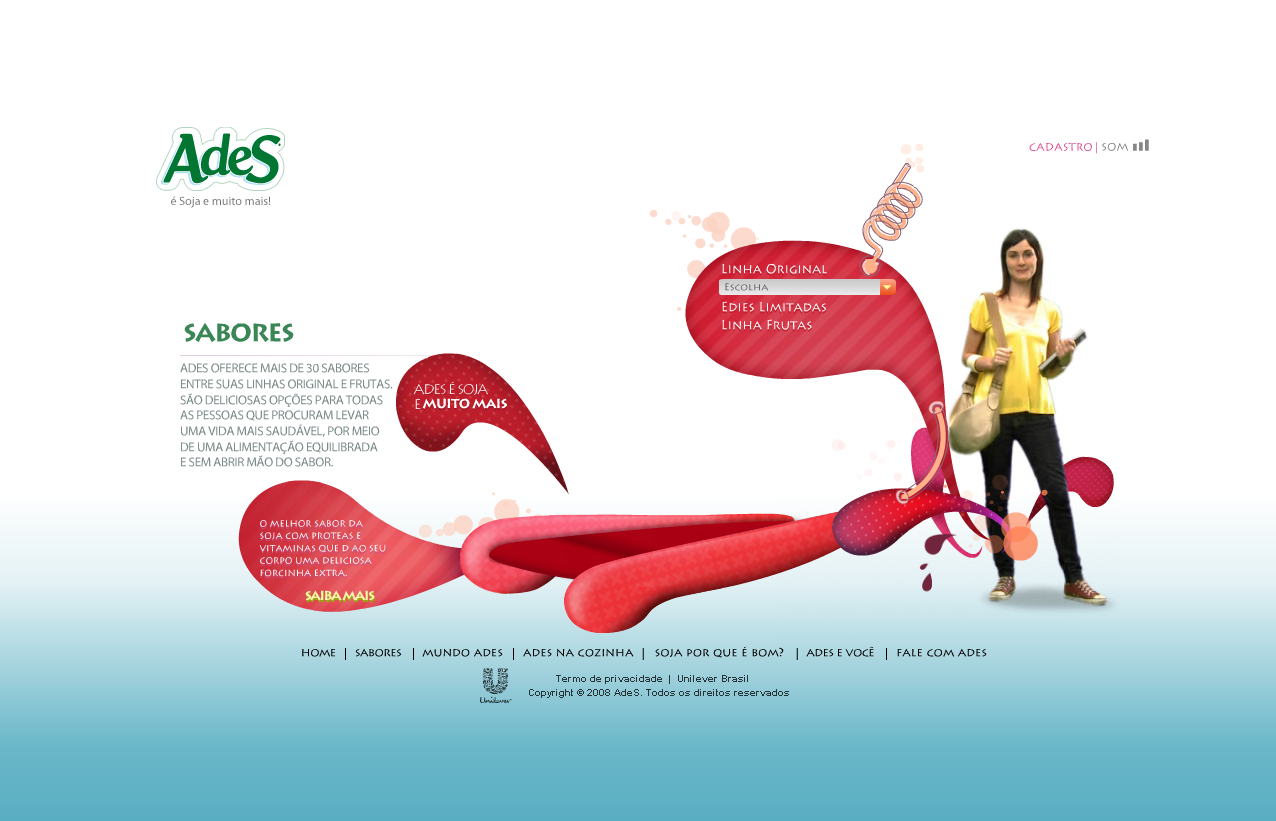 AdeS
é Soja e muito mais!
CADASTRO | SOM
LINHA ORIGINAL
ESCOLHA
EDIES LIMITADAS
LINHA FRUTAS
SABORES
ADES OFERECE MAIS DE 30 SABORES
ENTRE SUAS LINHAS ORIGINAL E FRUTAS.
SÃO DELICIOSAS OPÇÕES PARA TODAS
AS PESSOAS QUE PROCURAM LEVAR
UMA VIDA MAIS SAUDÁVEL, POR MEIO
DE UMA ALIMENTAÇÃO EQUILIBRADA
E SEM ABRIR MÃO DO SABOR.
ADES É SOJA
E MUITO MAIS
O MELHOR SABOR DA
SOJA COM PROTEAS E
VITAMINAS QUE D AO SEU
CORPO UMA DELICIOSA
FORCINHA EXTRA.
SAIBA MAIS
HOME | SABORES | MUNDO ADES | ADES NA COZINHA | SOJA POR QUE É BOM? | ADES E VOCÊ | FALE COM ADES
Unilever
Termo de privacidade | Unilever Brasil
Copyright © 2008 AdeS. Todos os direitos reservados